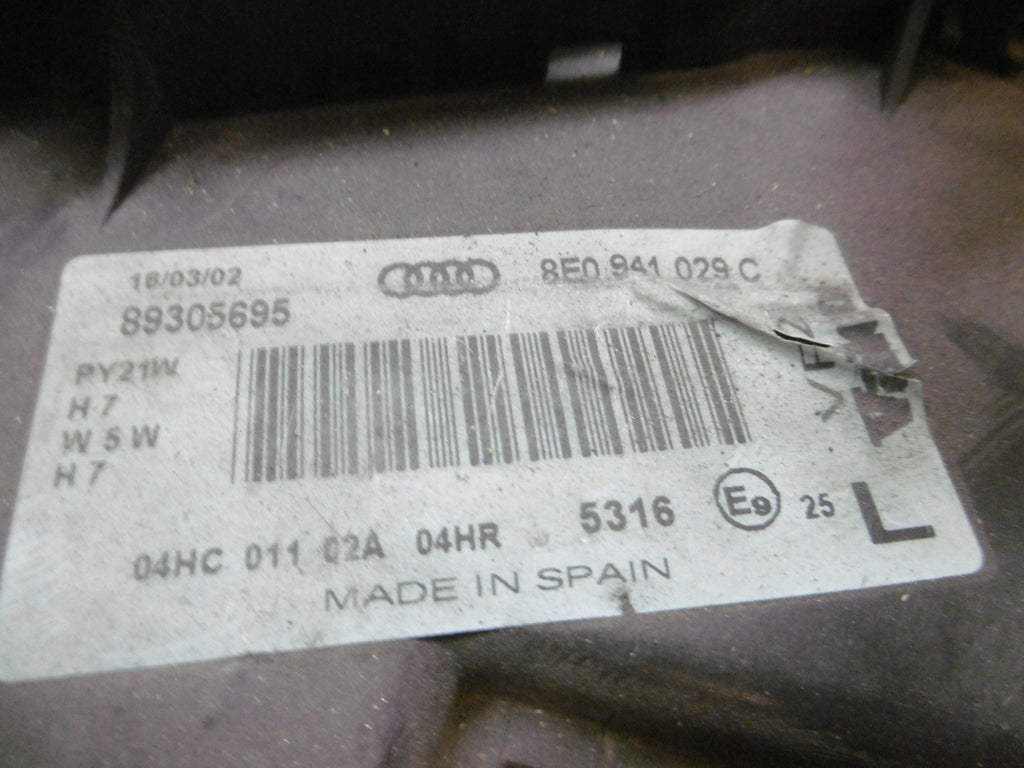 16/03/02
8E0 941 029 C
89305695
PY21W
H 7
W 5 W
H 7
04HC 011 02A 04HR
5316
E9
25
L
MADE IN SPAIN